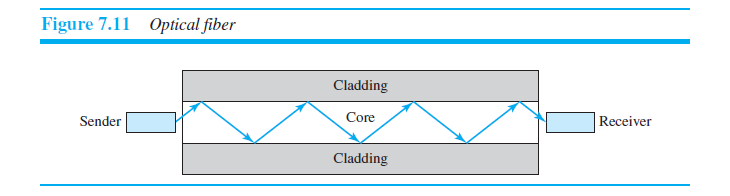 Figure 7.11 Optical fiber
Cladding
Sender
Core
Receiver
Cladding